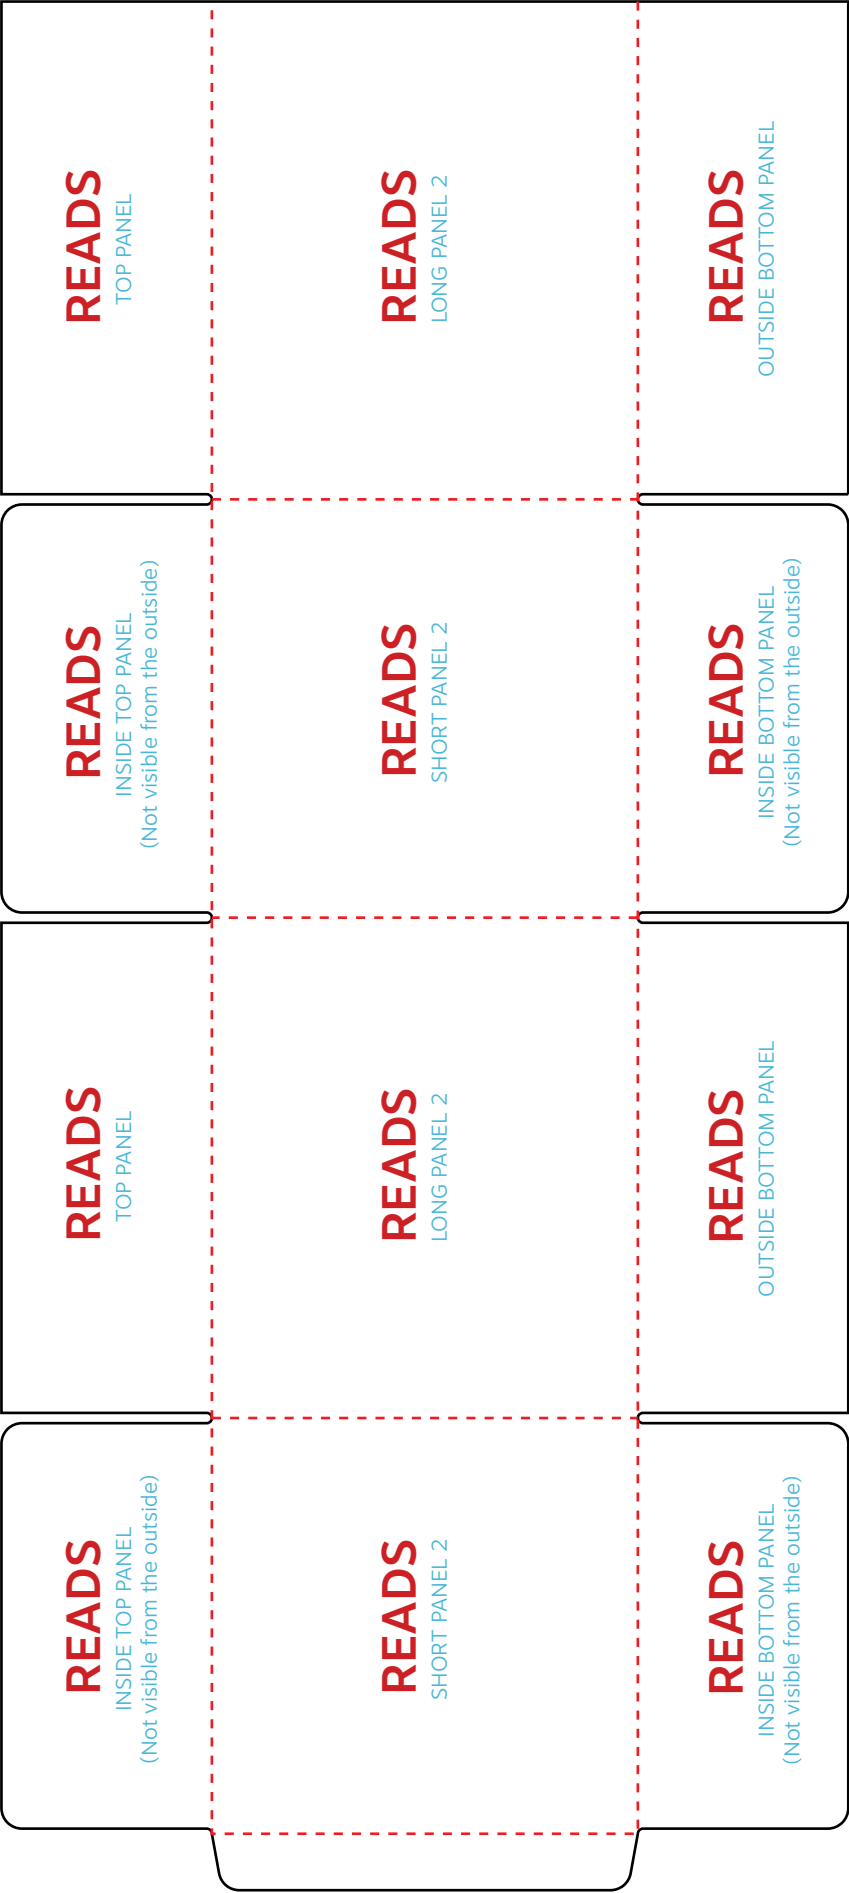 READS
TOP PANEL
READS
LONG PANEL 2
READS
OUTSIDE BOTTOM PANEL
READS
INSIDE TOP PANEL
(Not visible from the outside)
READS
SHORT PANEL 2
READS
INSIDE BOTTOM PANEL
(Not visible from the outside)
READS
TOP PANEL
READS
LONG PANEL 2
READS
OUTSIDE BOTTOM PANEL
READS
INSIDE TOP PANEL
(Not visible from the outside)
READS
SHORT PANEL 2
READS
INSIDE BOTTOM PANEL
(Not visible from the outside)